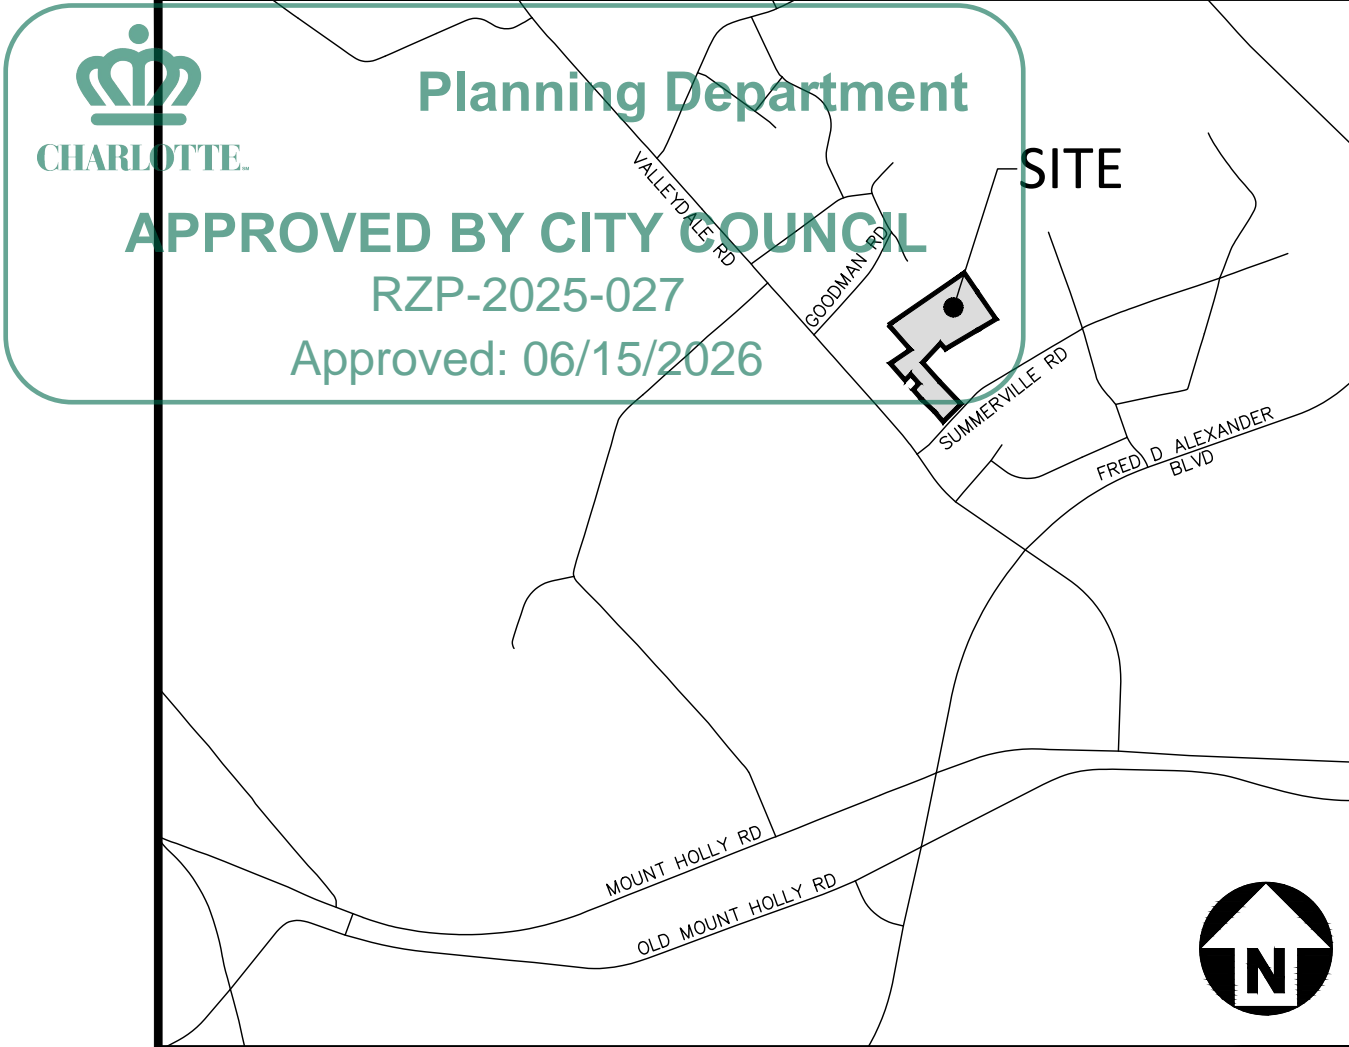 Planning Department
CHARLOTTE™
APPROVED BY CITY COUNCIL
RZP-2025-027
Approved: 06/15/2026
SITE
VALLEYDALE RD
GOODMAN RD
SUMMERVILLE RD
FRED D ALEXANDER
BLVD
MOUNT HOLLY RD
OLD MOUNT HOLLY RD
N